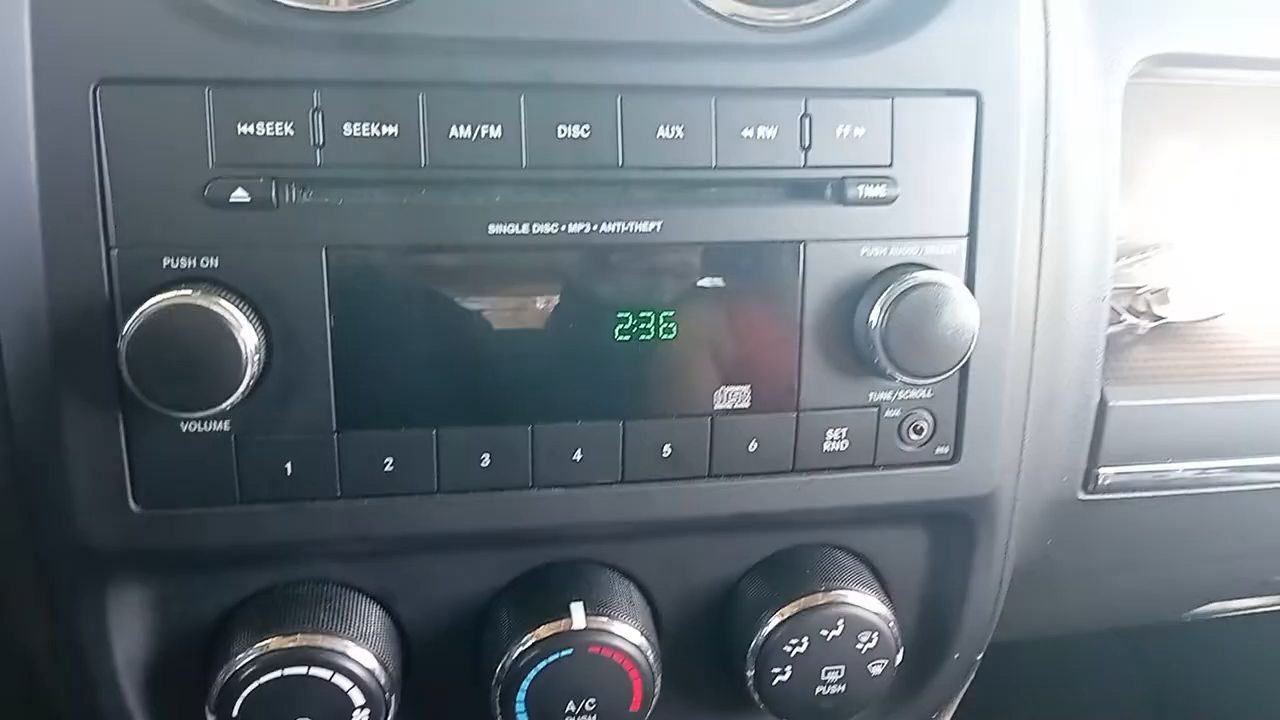 SEEK
SEEK
AM/FM
DISC
AUX
RW
FF
TIME
SINGLE DISC • MP3 • ANTI-THEFT
PUSH ON
PUSH AUDIO/SELECT
2:36
VOLUME
TUNE/SCROLL
AUX
1
2
3
4
5
6
SET
RND
A/C
PUSH
PUSH